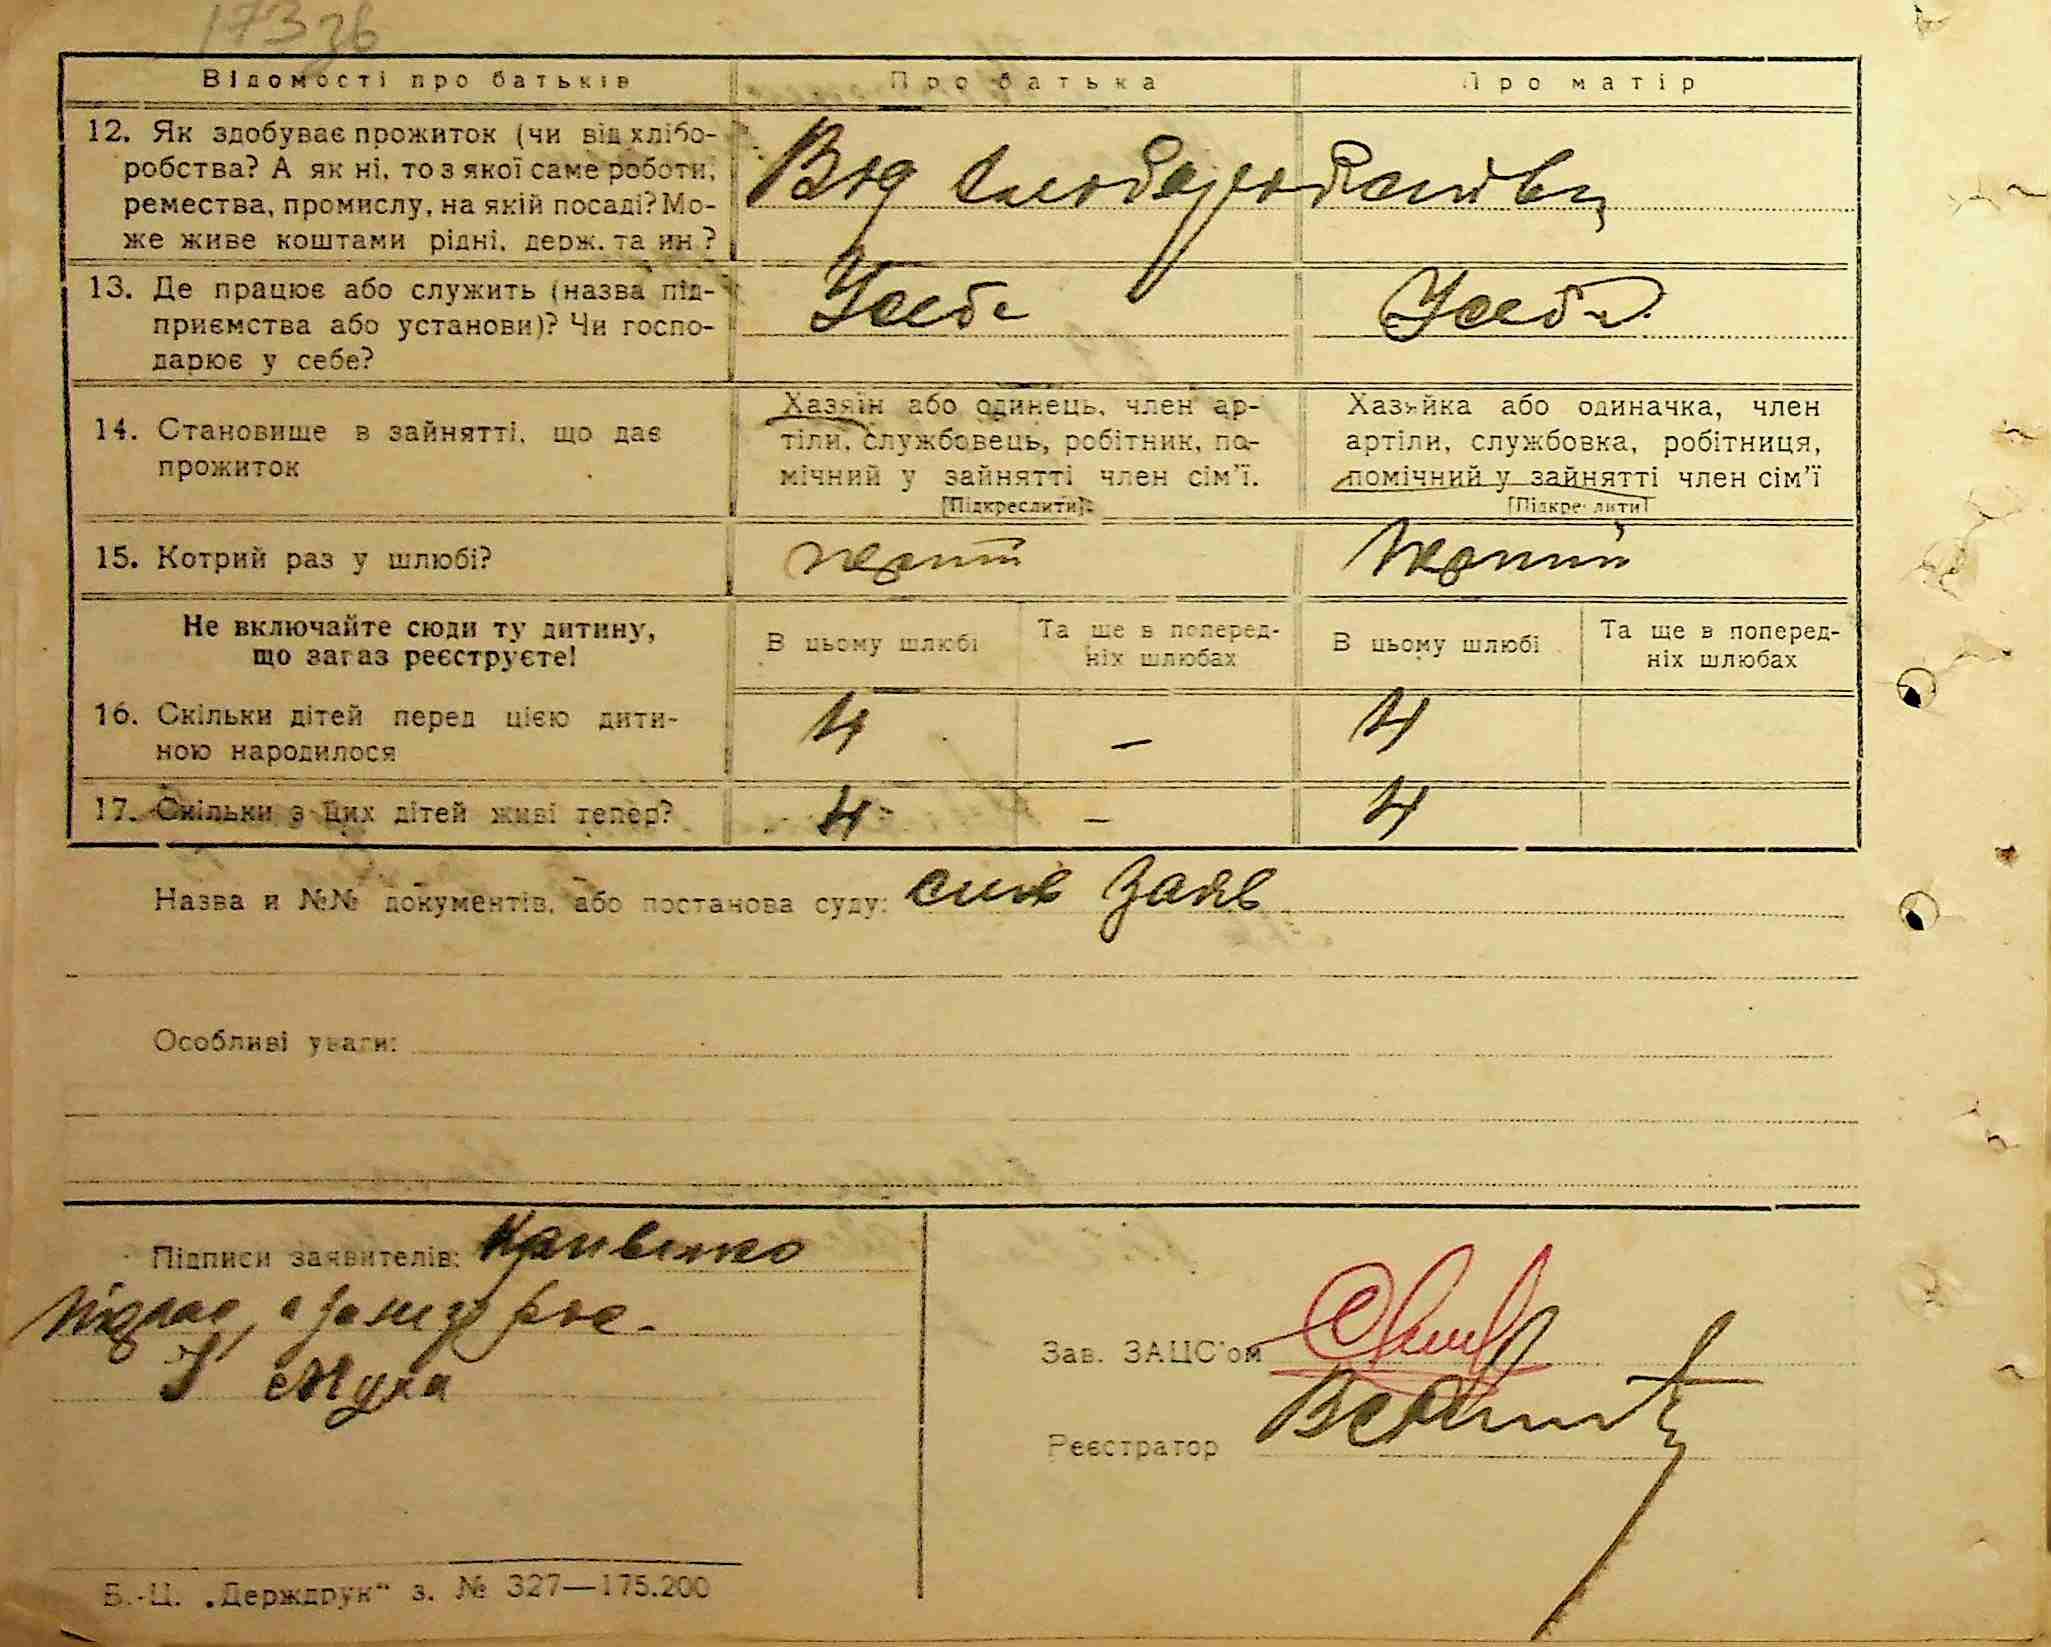 173зв
Відомості про батьків Про батька Про матір
12. Як здобуває прожиток (чи від хлібо-
робства? А як ні, то з якої саме роботи,
ремества, промислу, на якій посаді? Мо-
же живе коштами рідні, держ. та ин.?
Вод хліборобства
13. Де працює або служить (назва під-
приємства або установи)? Чи госпо-
дарює у себе?
У себе У себе
14. Становище в зайнятті, що дає
прожиток
Хазяїн або одинець, член ар-
тіли, службовець, робітник, по-
мічний у зайнятті член сім'ї.
[Підкреслити]
Хазяйка або одиначка, член
артіли, службовка, робітниця,
помічний у зайнятті член сім'ї
[Підкреслити]
15. Котрий раз у шлюбі?
перший перший
Не включайте сюди ту дитину,
що зараз реєструєте!
В цьому шлюбі Та ще в поперед-
ніх шлюбах В цьому шлюбі Та ще в поперед-
ніх шлюбах
16. Скільки дітей перед цією дити-
ною народилося
4 – 4
17. Скільки з цих дітей живі тепер? 4 – 4
Назва и №№ документів, або постанова суду:
Особливі уваги:
Підписи заявителів:
Мука
Зав. ЗАЦС'ом
Реєстратор
Б.-Ц. „Держдрук“ з. № 327—175.200